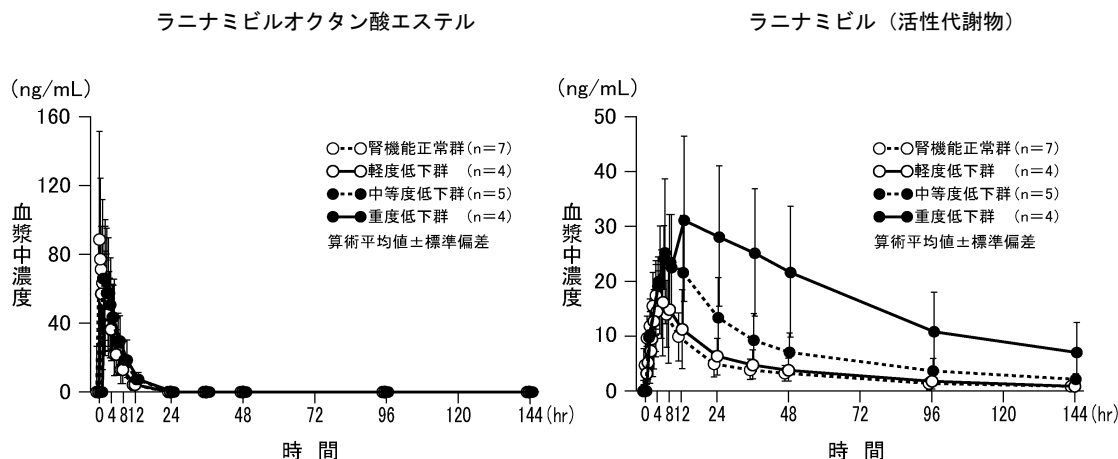 ラニナミビルオクタン酸エステル
(ng/mL)
160
120
80
40
0
血漿中濃度
腎機能正常群(n=7)
軽度低下群 (n=4)
中等度低下群(n=5)
重度低下群 (n=4)
算術平均値±標準偏差
0 4 8 12 24 48 72 96 120 144 (hr)
時 間
ラニナミビル(活性代謝物)
(ng/mL)
50
40
30
20
10
0
血漿中濃度
腎機能正常群(n=7)
軽度低下群 (n=4)
中等度低下群(n=5)
重度低下群 (n=4)
算術平均値±標準偏差
0 4 8 12 24 48 72 96 120 144 (hr)
時 間